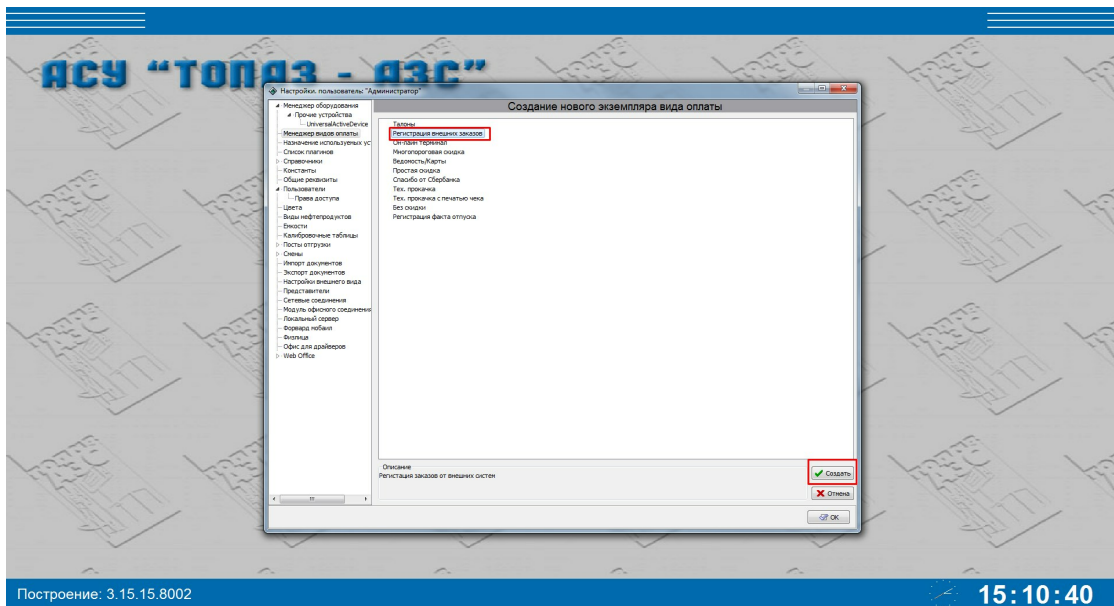 АСУ "ТОПАЗ - АЗС"
Настройки. пользователь: "Администратор"
Менеджер оборудования
Прочие устройства
UniversalActiveDevice
Менеджер видов оплаты
Назначение используемых ус
Список плагинов
Справочники
Константы
Общие реквизиты
Пользователи
Права доступа
Цвета
Виды нефтепродуктов
Емкости
Калибровочные таблицы
Посты отгрузки
Смены
Импорт документов
Экспорт документов
Настройки внешнего вида
Представители
Сетевые соединения
Модуль офисного соединения
Локальный сервер
Форвард мобаил
Физлица
Офис для драйверов
Web Office
Создание нового экземпляра вида оплаты
Талоны
Регистрация внешних заказов
Он-лайн терминал
Многопороговая скидка
Ведомость/Карты
Простая скидка
Спасибо от Сбербанка
Тех. прокачка
Тех. прокачка с печатью чека
Без скидки
Регистрация факта отпуска
Описание
Регистация заказов от внешних систем
Создать
Отмена
ОК
Построение: 3.15.15.8002
15:10:40